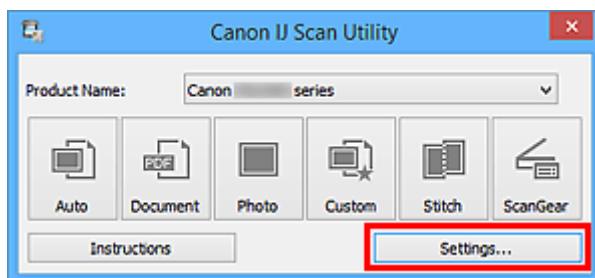 Canon IJ Scan Utility
Product Name: Canon series
PDF
Auto Document Photo Custom Stitch ScanGear
Instructions Settings...